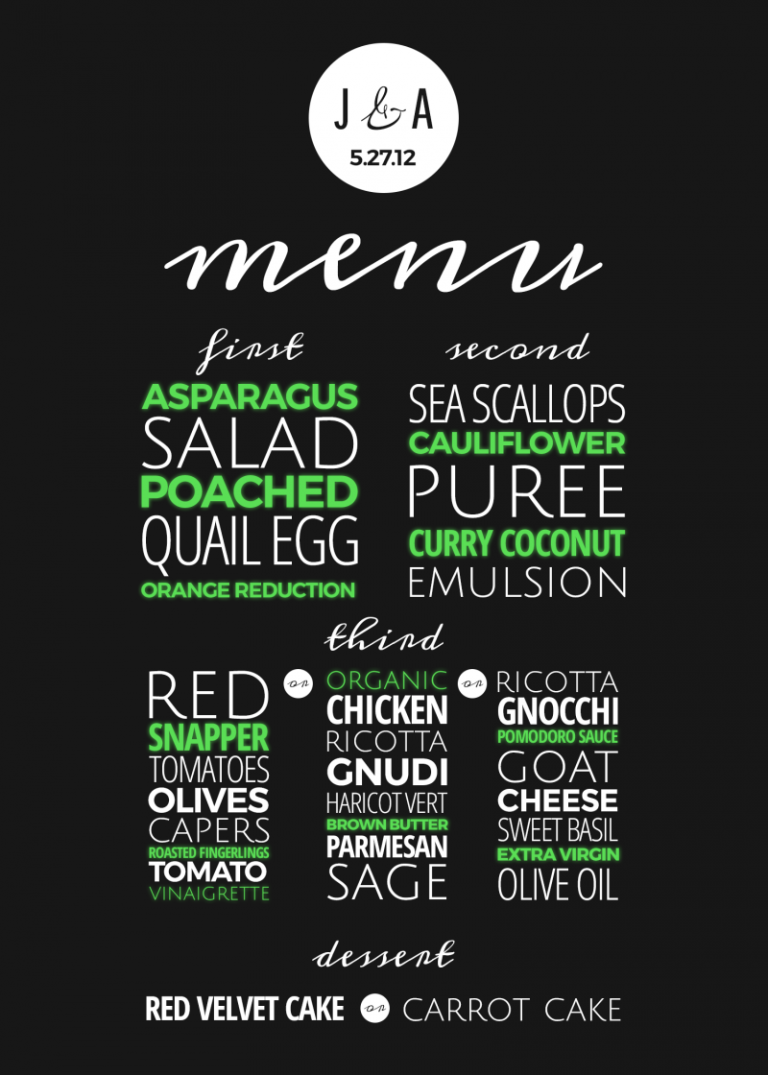 J & A
5.27.12
menu
first
ASPARAGUS
SALAD
POACHED
QUAIL EGG
ORANGE REDUCTION
second
SEA SCALLOPS
CAULIFLOWER
PUREE
CURRY COCONUT
EMULSION
third
RED
SNAPPER
TOMATOES
OLIVES
CAPERS
ROASTED FINGERLINGS
TOMATO
VINAIGRETTE
or
ORGANIC
CHICKEN
RICOTTA
GNUDI
HARICOT VERT
BROWN BUTTER
PARMESAN
SAGE
or
RICOTTA
GNOCCHI
POMODORO SAUCE
GOAT
CHEESE
SWEET BASIL
EXTRA VIRGIN
OLIVE OIL
dessert
RED VELVET CAKE or CARROT CAKE